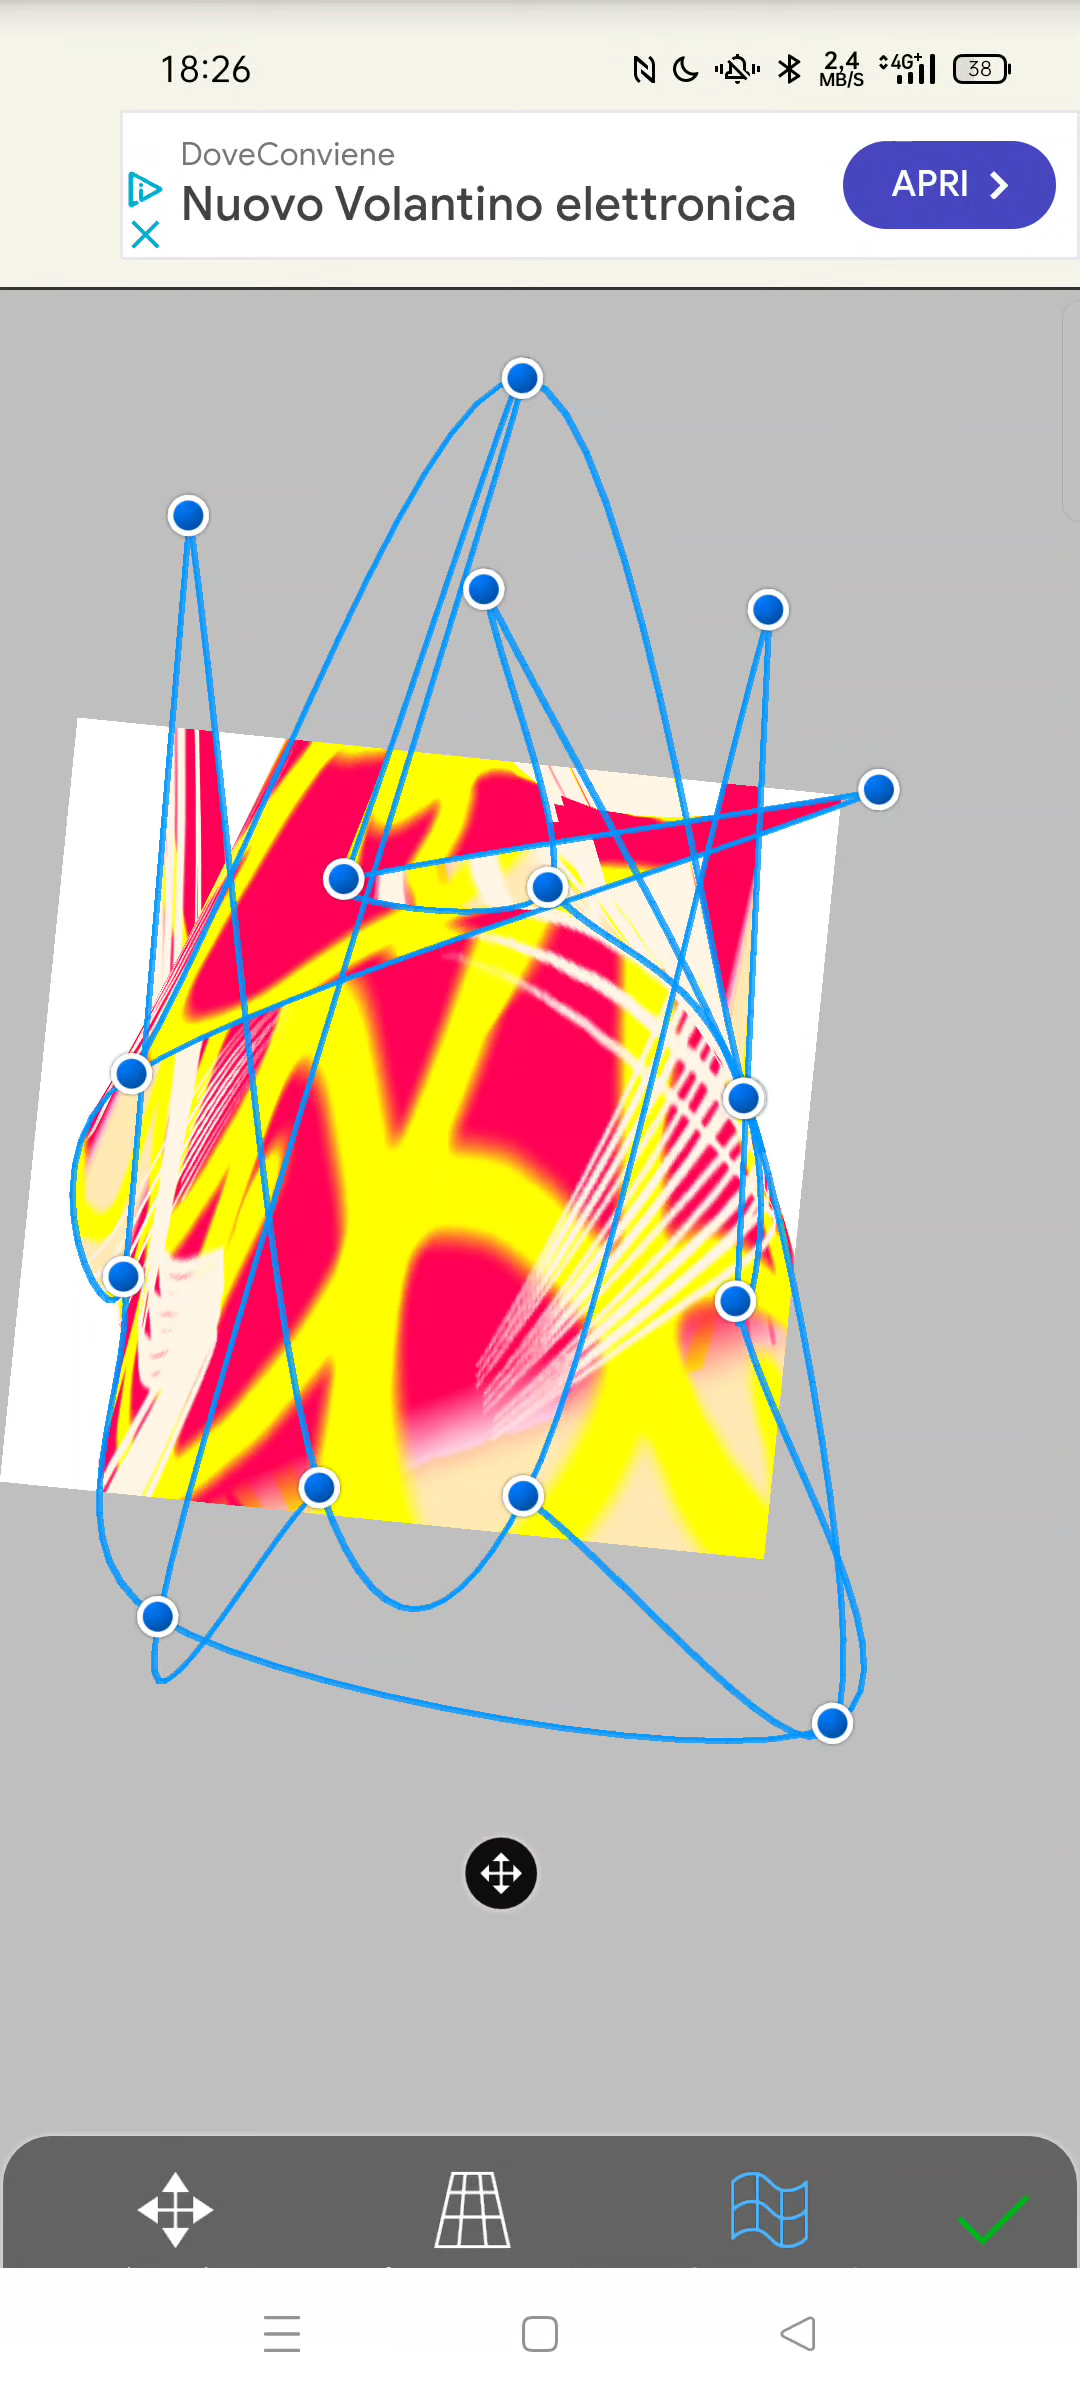 18:26
2,4
MB/S
4G+
38
DoveConviene
Nuovo Volantino elettronica
APRI